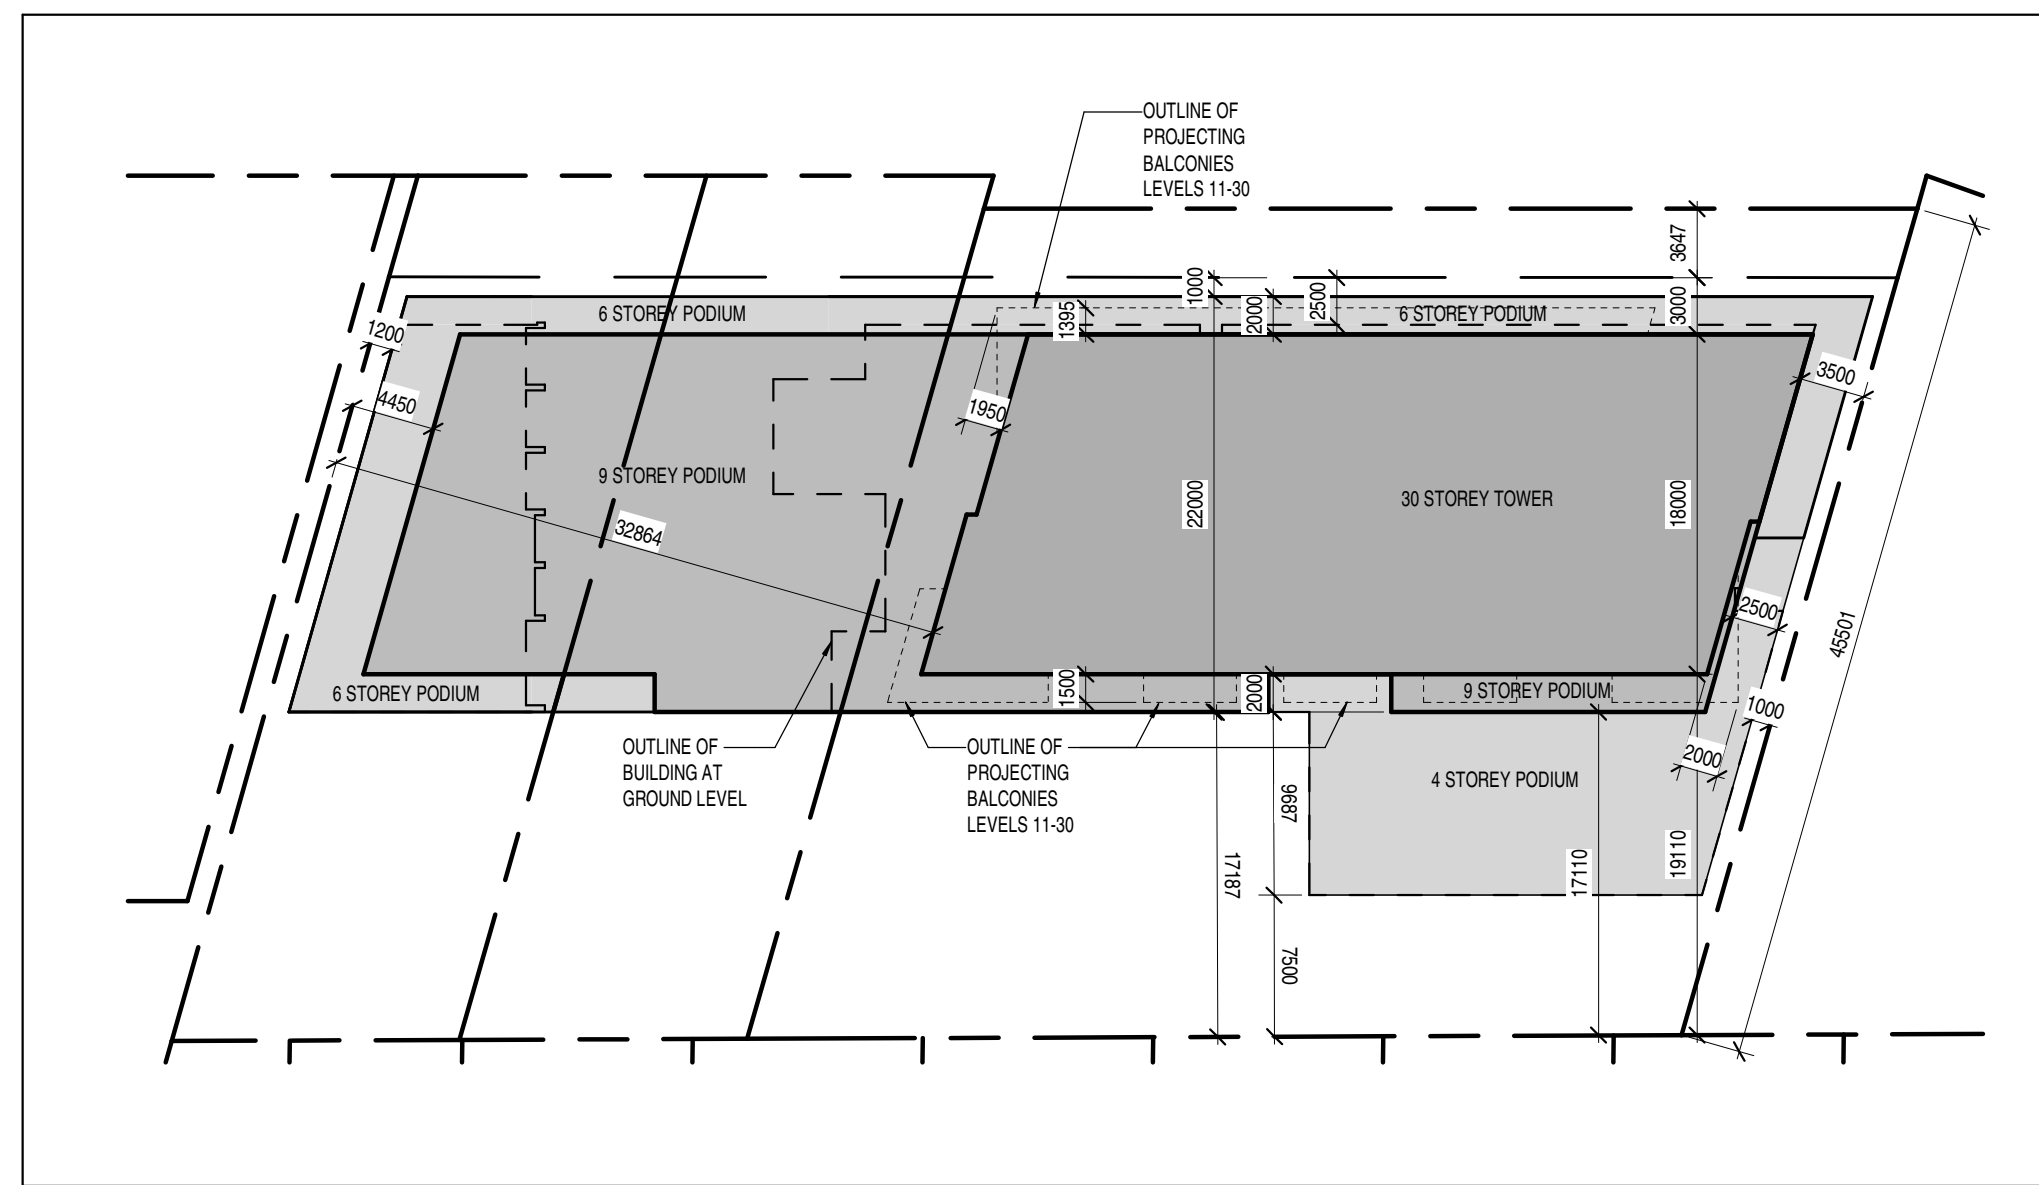 OUTLINE OF
PROJECTING
BALCONIES
LEVELS 11-30
3647
1000
2000
2500
3000
1395
6 STOREY PODIUM
6 STOREY PODIUM
1200
4450
1950
3500
9 STOREY PODIUM
32864
22000
30 STOREY TOWER
18000
2500
45501
6 STOREY PODIUM
1500
2000
9 STOREY PODIUM
1000
2000
OUTLINE OF
BUILDING AT
GROUND LEVEL
OUTLINE OF
PROJECTING
BALCONIES
LEVELS 11-30
4 STOREY PODIUM
9687
17187
17110
19110
7500